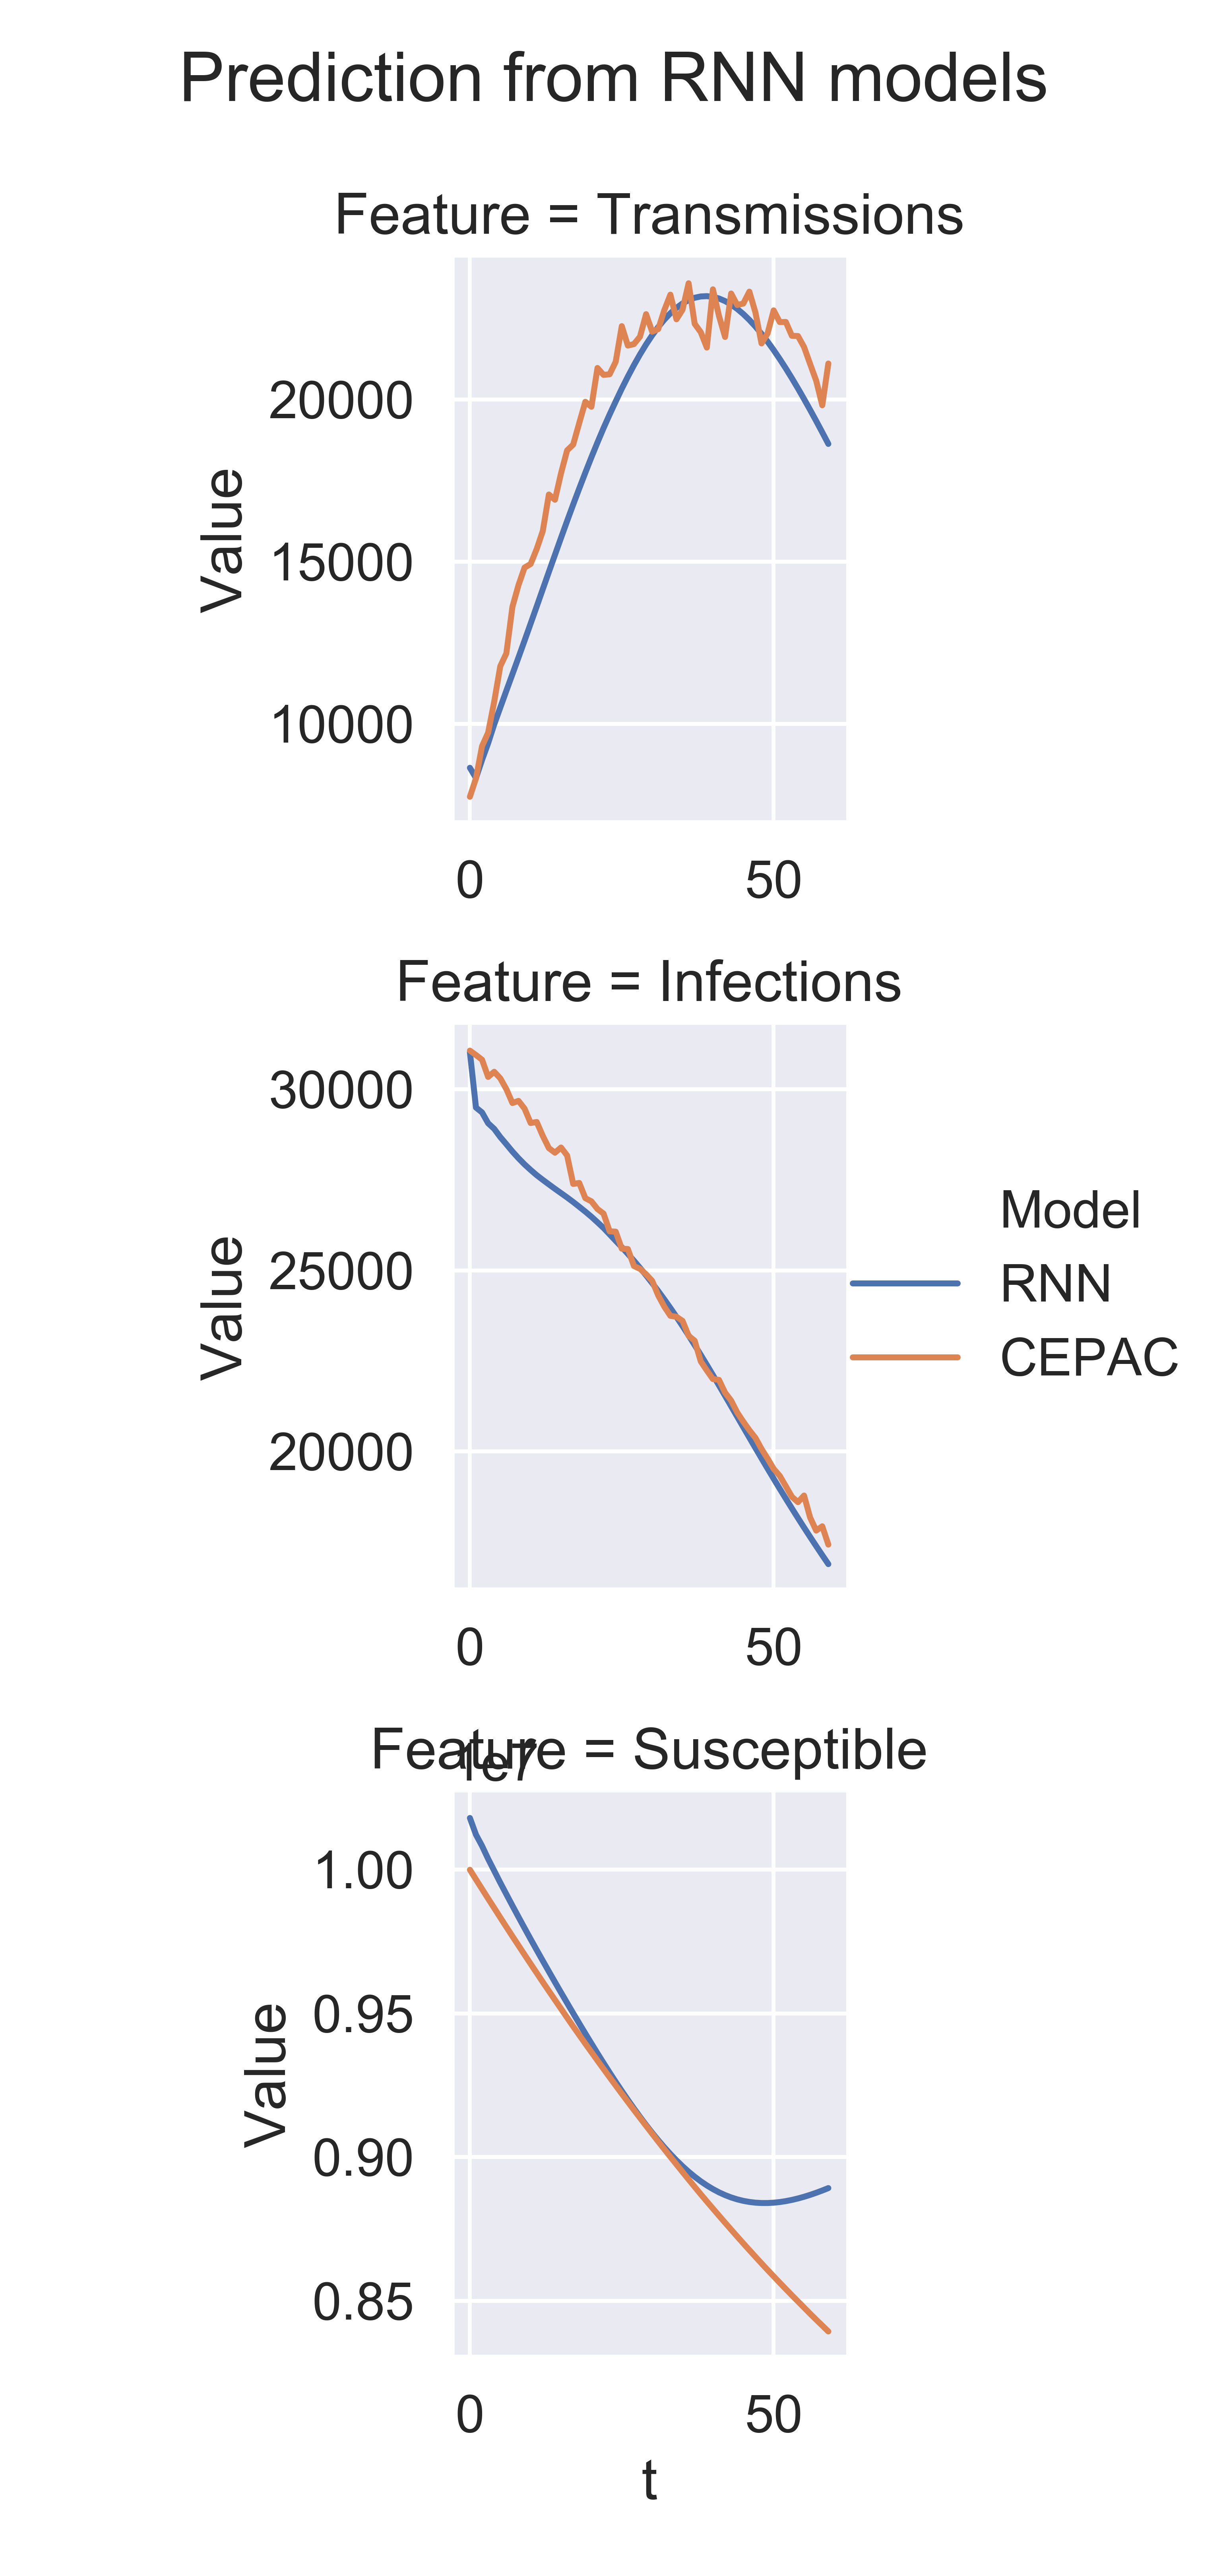 Prediction from RNN models
Feature = Transmissions
Value
20000
15000
10000
0 50
Feature = Infections
Value
30000
25000
20000
0 50
Model
RNN
CEPAC
Feature = Susceptible
1e7
Value
1.00
0.95
0.90
0.85
0 50
t